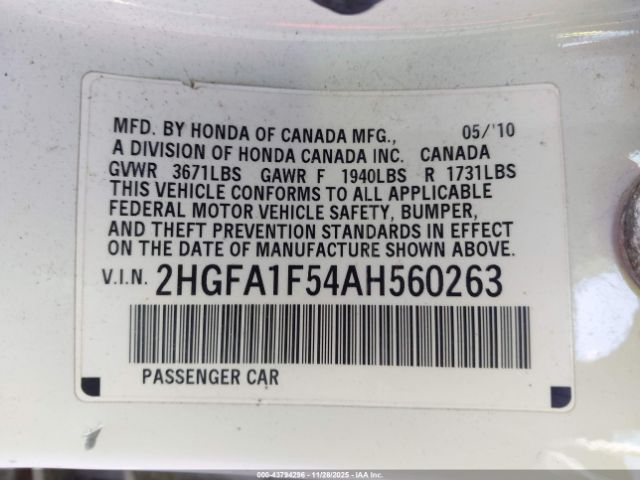 MFD. BY HONDA OF CANADA MFG., 05/'10
A DIVISION OF HONDA CANADA INC. CANADA
GVWR 3671LBS GAWR F 1940LBS R 1731LBS
THIS VEHICLE CONFORMS TO ALL APPLICABLE
FEDERAL MOTOR VEHICLE SAFETY, BUMPER,
AND THEFT PREVENTION STANDARDS IN EFFECT
ON THE DATE OF MANUFACTURE SHOWN ABOVE.
V.I.N. 2HGFA1F54AH560263
PASSENGER CAR
000-43794296 - 11/28/2025 - IAA Inc.